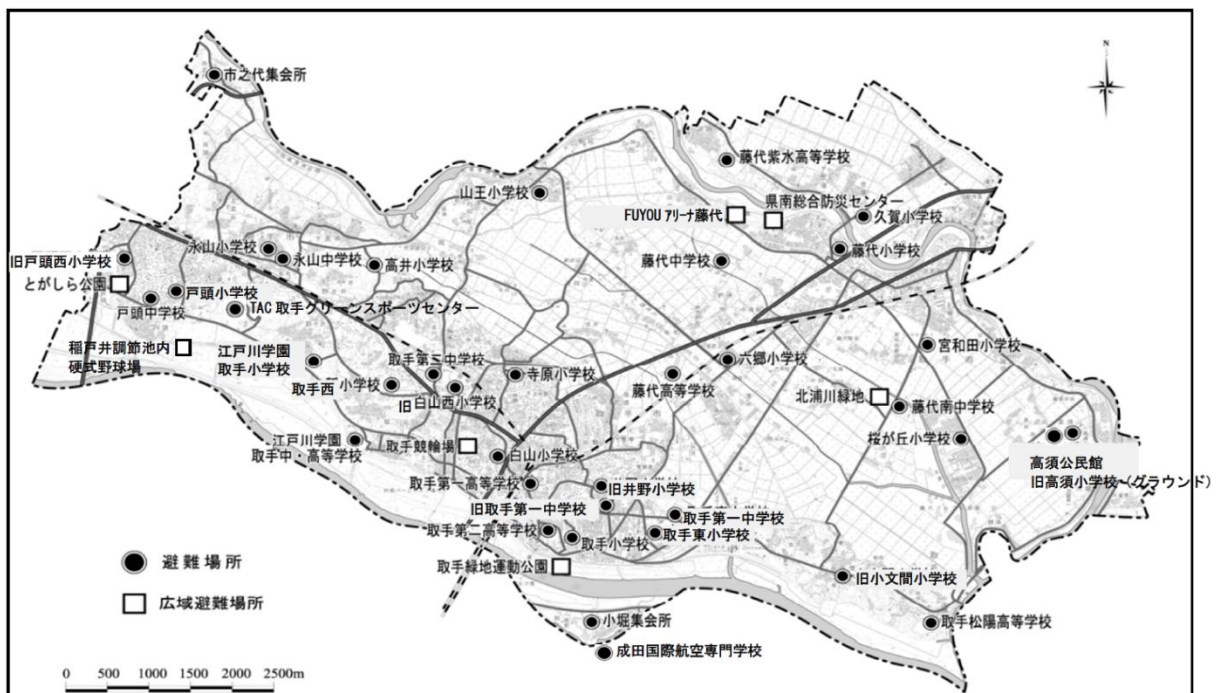 N
市之代集会所
藤代紫水高等学校
山王小学校
県南総合防災センター
FUYOU アリーナ藤代
久賀小学校
永山小学校
藤代小学校
旧戸頭西小学校
永山中学校
高井小学校
藤代中学校
とがしら公園
戸頭小学校
戸頭中学校
TAC 取手グリーンスポーツセンター
稲戸井調節池内
硬式野球場
江戸川学園
取手小学校
取手第二中学校
寺原小学校
六郷小学校
宮和田小学校
取手西小学校
藤代高等学校
北浦川緑地
旧白山西小学校
藤代南中学校
江戸川学園
取手中・高等学校
取手競輪場
白山小学校
桜が丘小学校
高須公民館
旧高須小学校(グラウンド)
取手第一高等学校
旧井野小学校
旧取手第一中学校
取手第一中学校
取手第二高等学校
取手小学校
取手東小学校
避難場所
取手緑地運動公園
旧小文間小学校
広域避難場所
小堀集会所
取手松陽高等学校
成田国際航空専門学校
0 500 1000 1500 2000 2500m